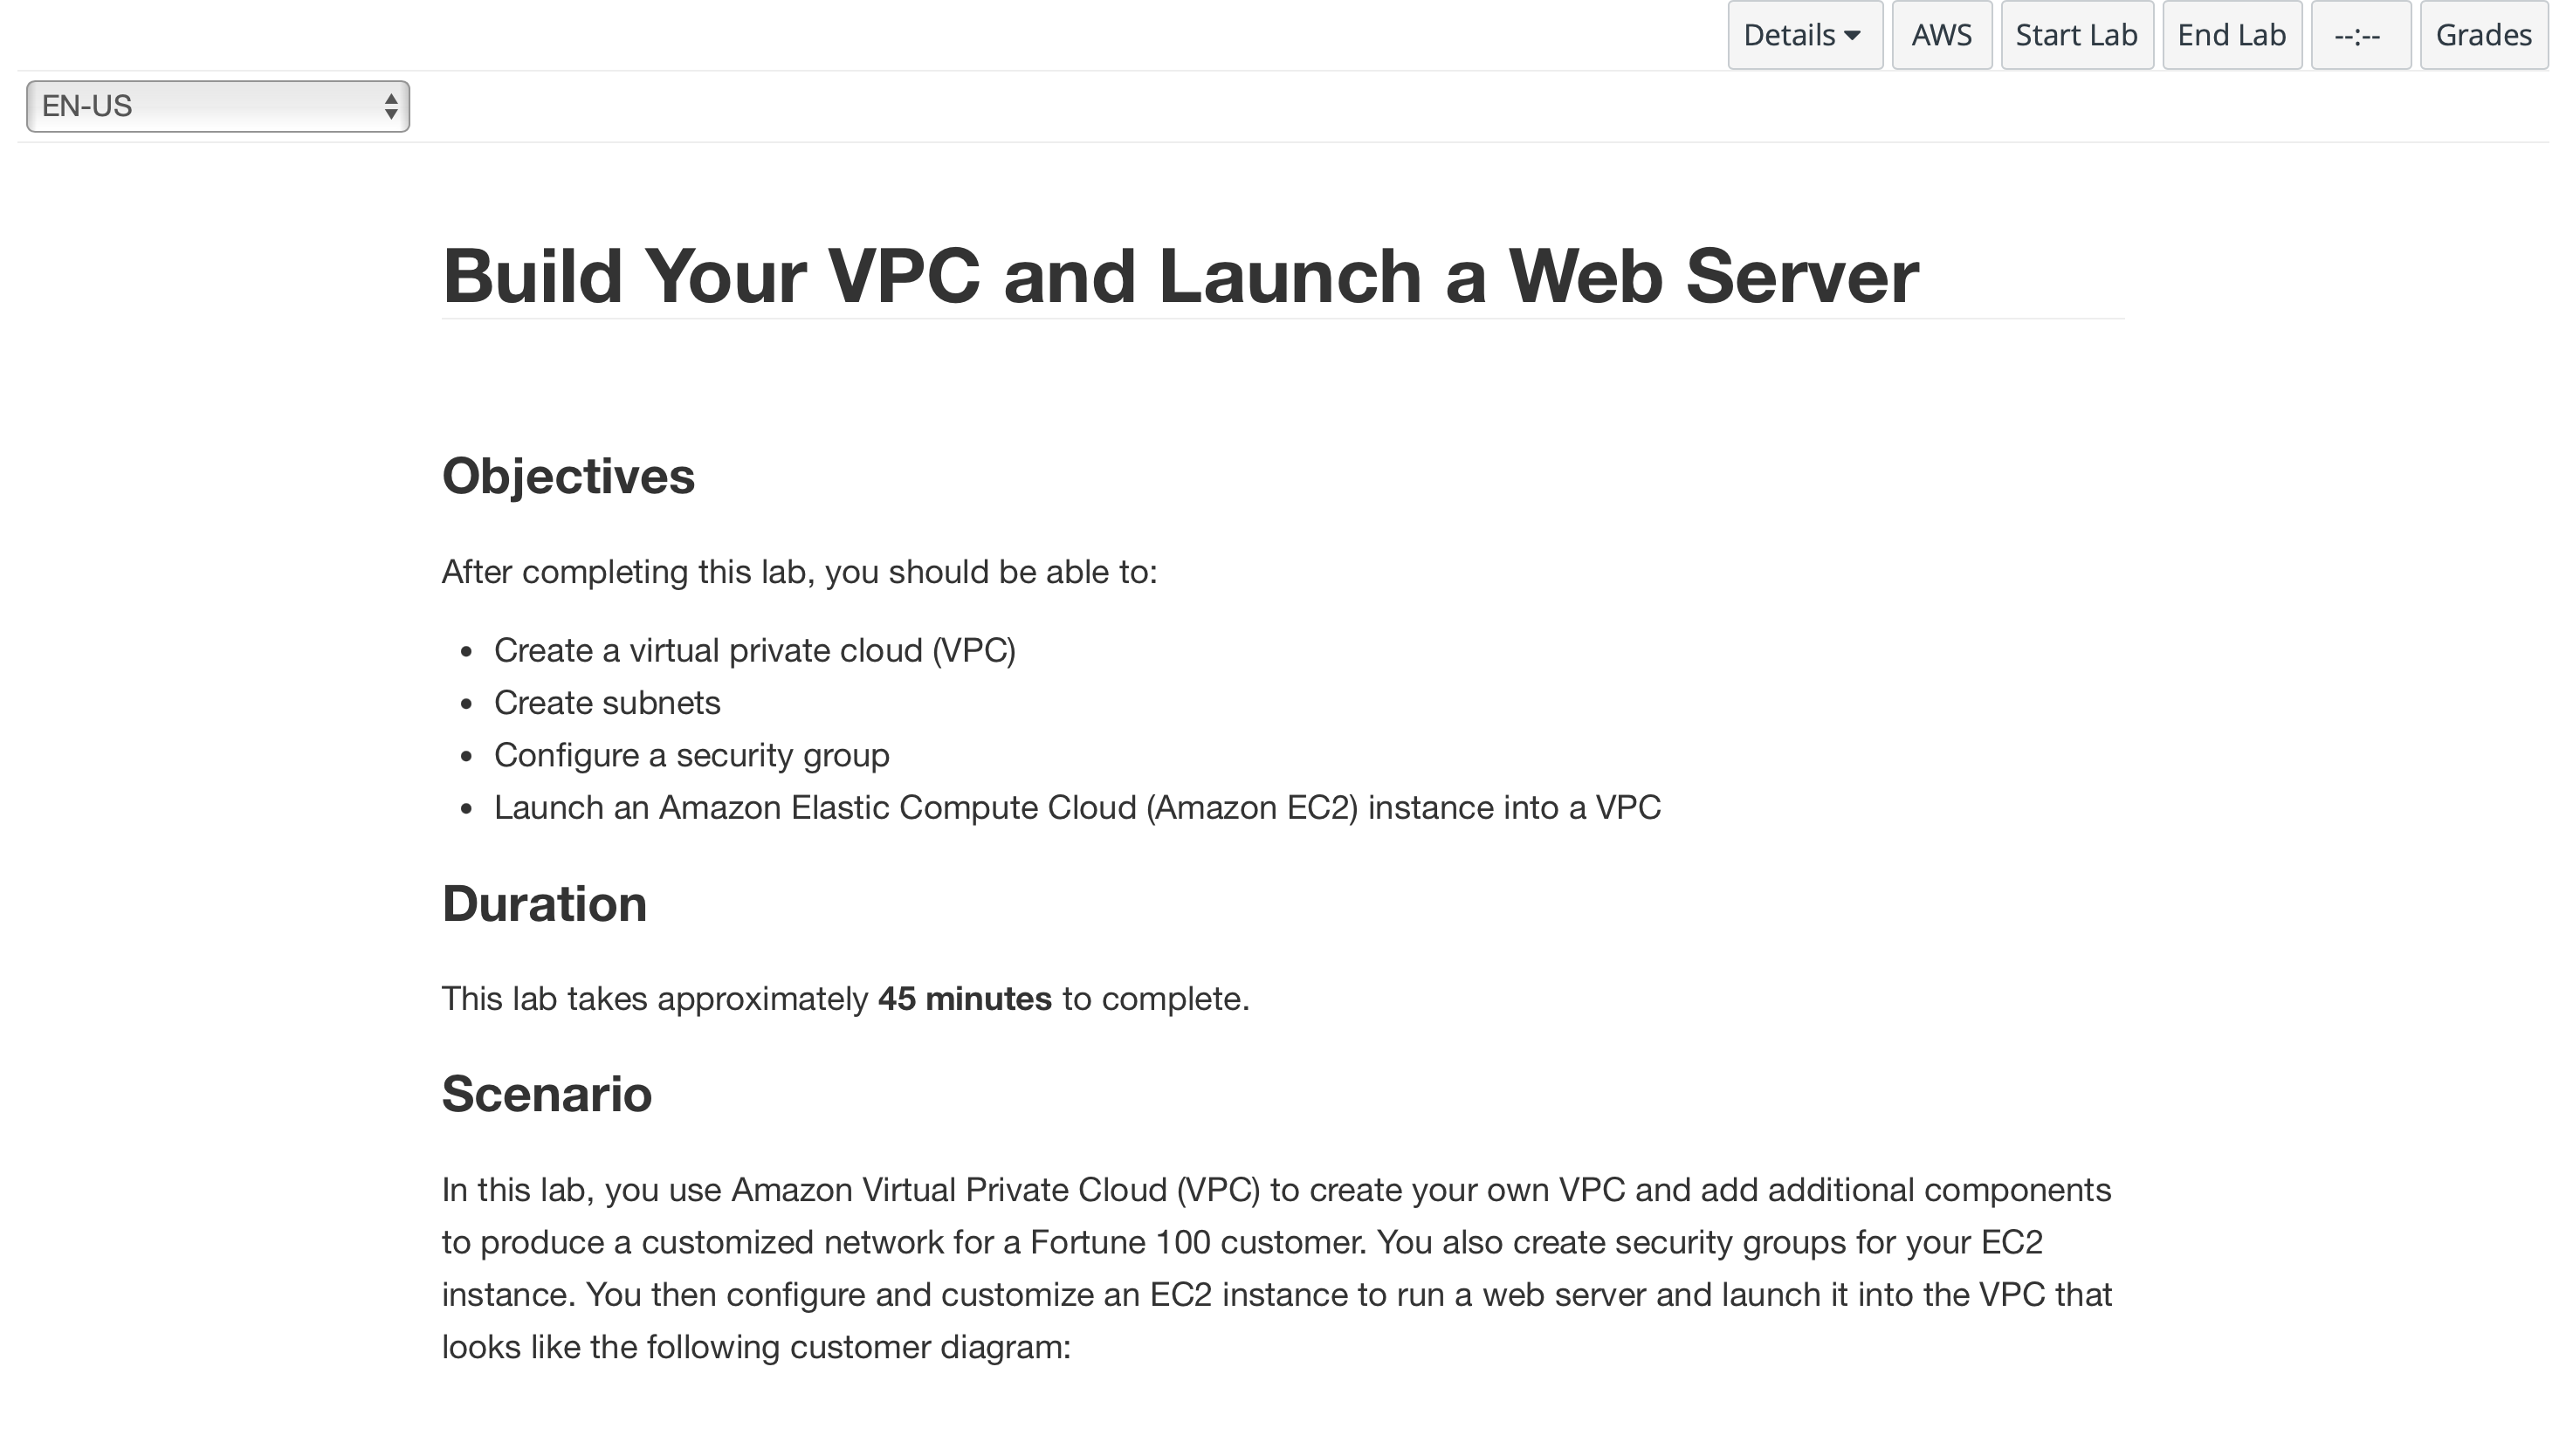 Details AWS Start Lab End Lab --:-- Grades
EN-US
Build Your VPC and Launch a Web Server
Objectives
After completing this lab, you should be able to:
• Create a virtual private cloud (VPC)
• Create subnets
• Configure a security group
• Launch an Amazon Elastic Compute Cloud (Amazon EC2) instance into a VPC
Duration
This lab takes approximately 45 minutes to complete.
Scenario
In this lab, you use Amazon Virtual Private Cloud (VPC) to create your own VPC and add additional components
to produce a customized network for a Fortune 100 customer. You also create security groups for your EC2
instance. You then configure and customize an EC2 instance to run a web server and launch it into the VPC that
looks like the following customer diagram: